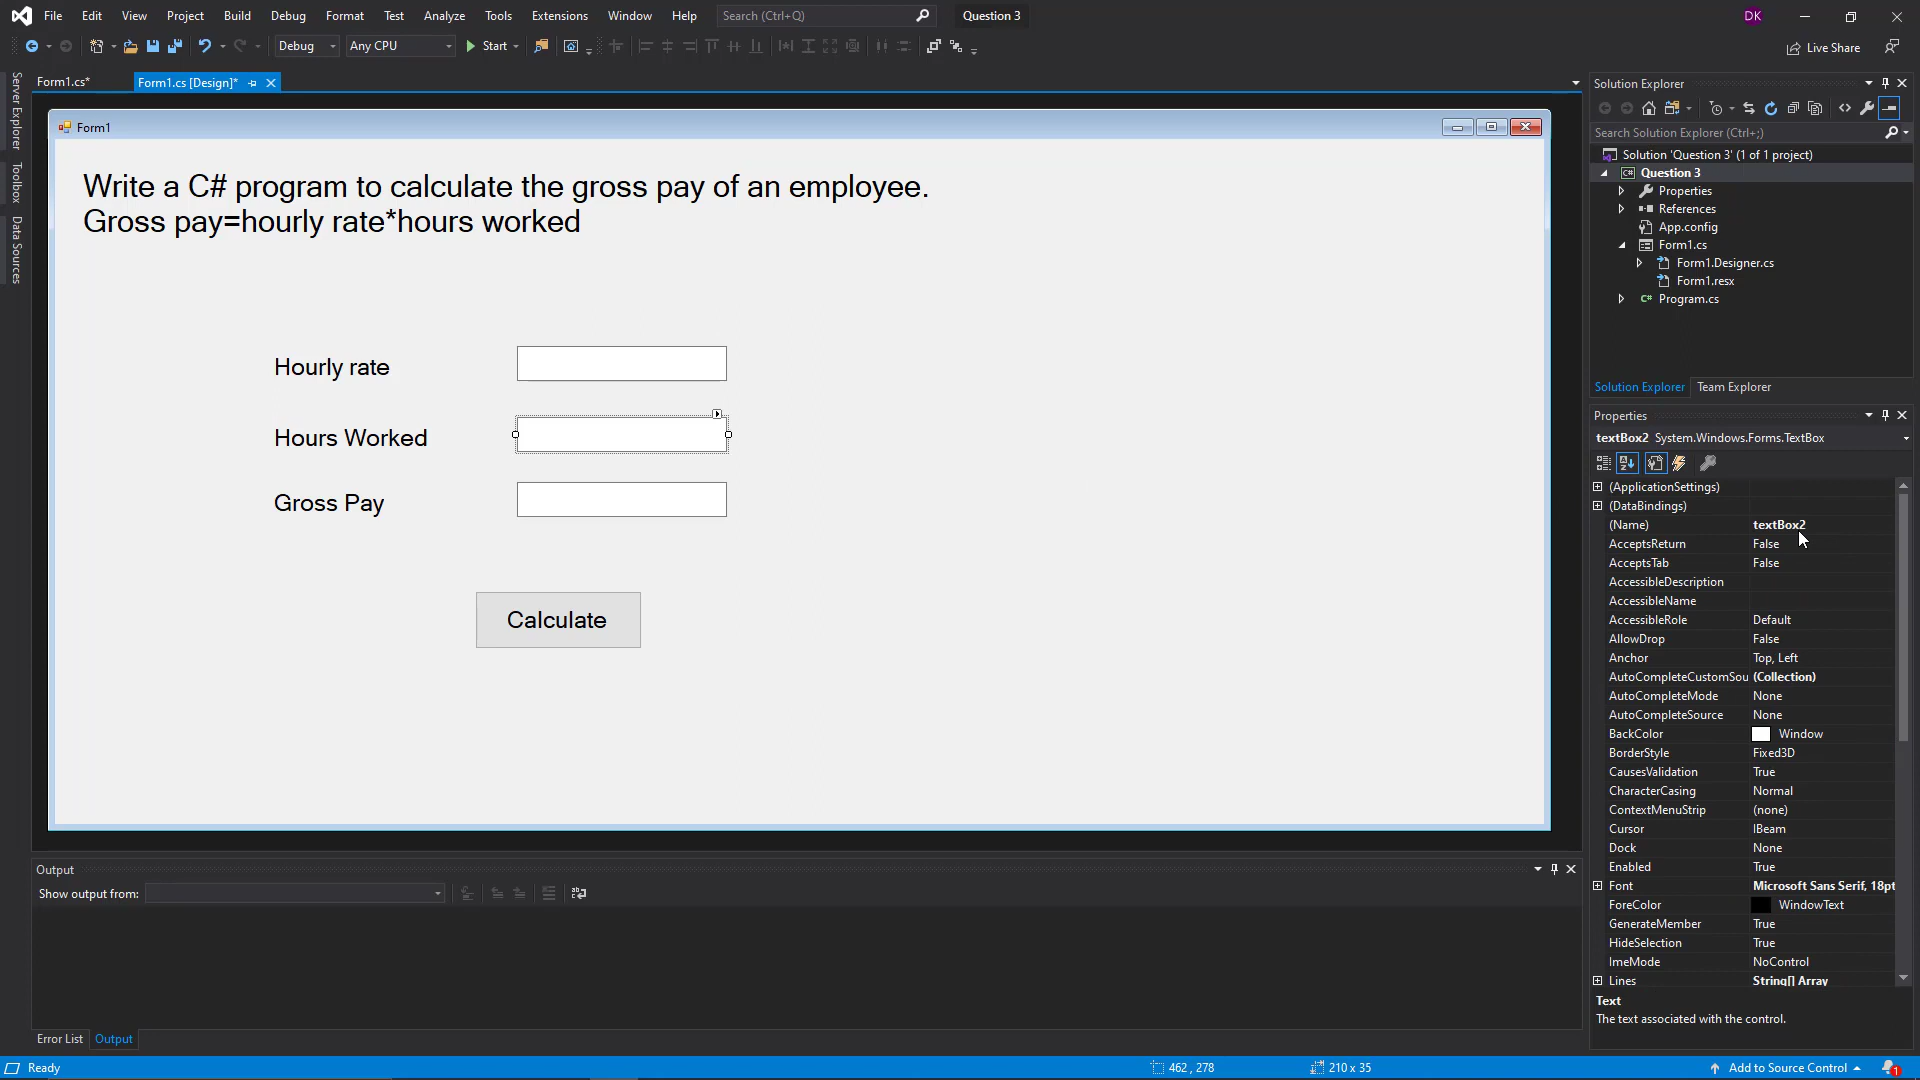 File Edit View Project Build Debug Format Test Analyze Tools Extensions Window Help Search (Ctrl+Q) Question 3 DK
Debug Any CPU Start Live Share
Server Explorer
Toolbox
Data Sources
Form1.cs* Form1.cs [Design]*
Form1
Write a C# program to calculate the gross pay of an employee.
Gross pay=hourly rate*hours worked
Hourly rate
Hours Worked
Gross Pay
Calculate
Output
Show output from:
Error List Output
Solution Explorer
Search Solution Explorer (Ctrl+;)
Solution 'Question 3' (1 of 1 project)
C# Question 3
Properties
References
App.config
Form1.cs
Form1.Designer.cs
Form1.resx
C# Program.cs
Solution Explorer Team Explorer
Properties
textBox2 System.Windows.Forms.TextBox
(ApplicationSettings)
(DataBindings)
(Name) textBox2
AcceptsReturn False
AcceptsTab False
AccessibleDescription
AccessibleName
AccessibleRole Default
AllowDrop False
Anchor Top, Left
AutoCompleteCustomSou (Collection)
AutoCompleteMode None
AutoCompleteSource None
BackColor Window
BorderStyle Fixed3D
CausesValidation True
CharacterCasing Normal
ContextMenuStrip (none)
Cursor IBeam
Dock None
Enabled True
Font Microsoft Sans Serif, 18pt
ForeColor WindowText
GenerateMember True
HideSelection True
ImeMode NoControl
Lines String[] Array
Text
The text associated with the control.
Ready 462 , 278 210 x 35 Add to Source Control 1